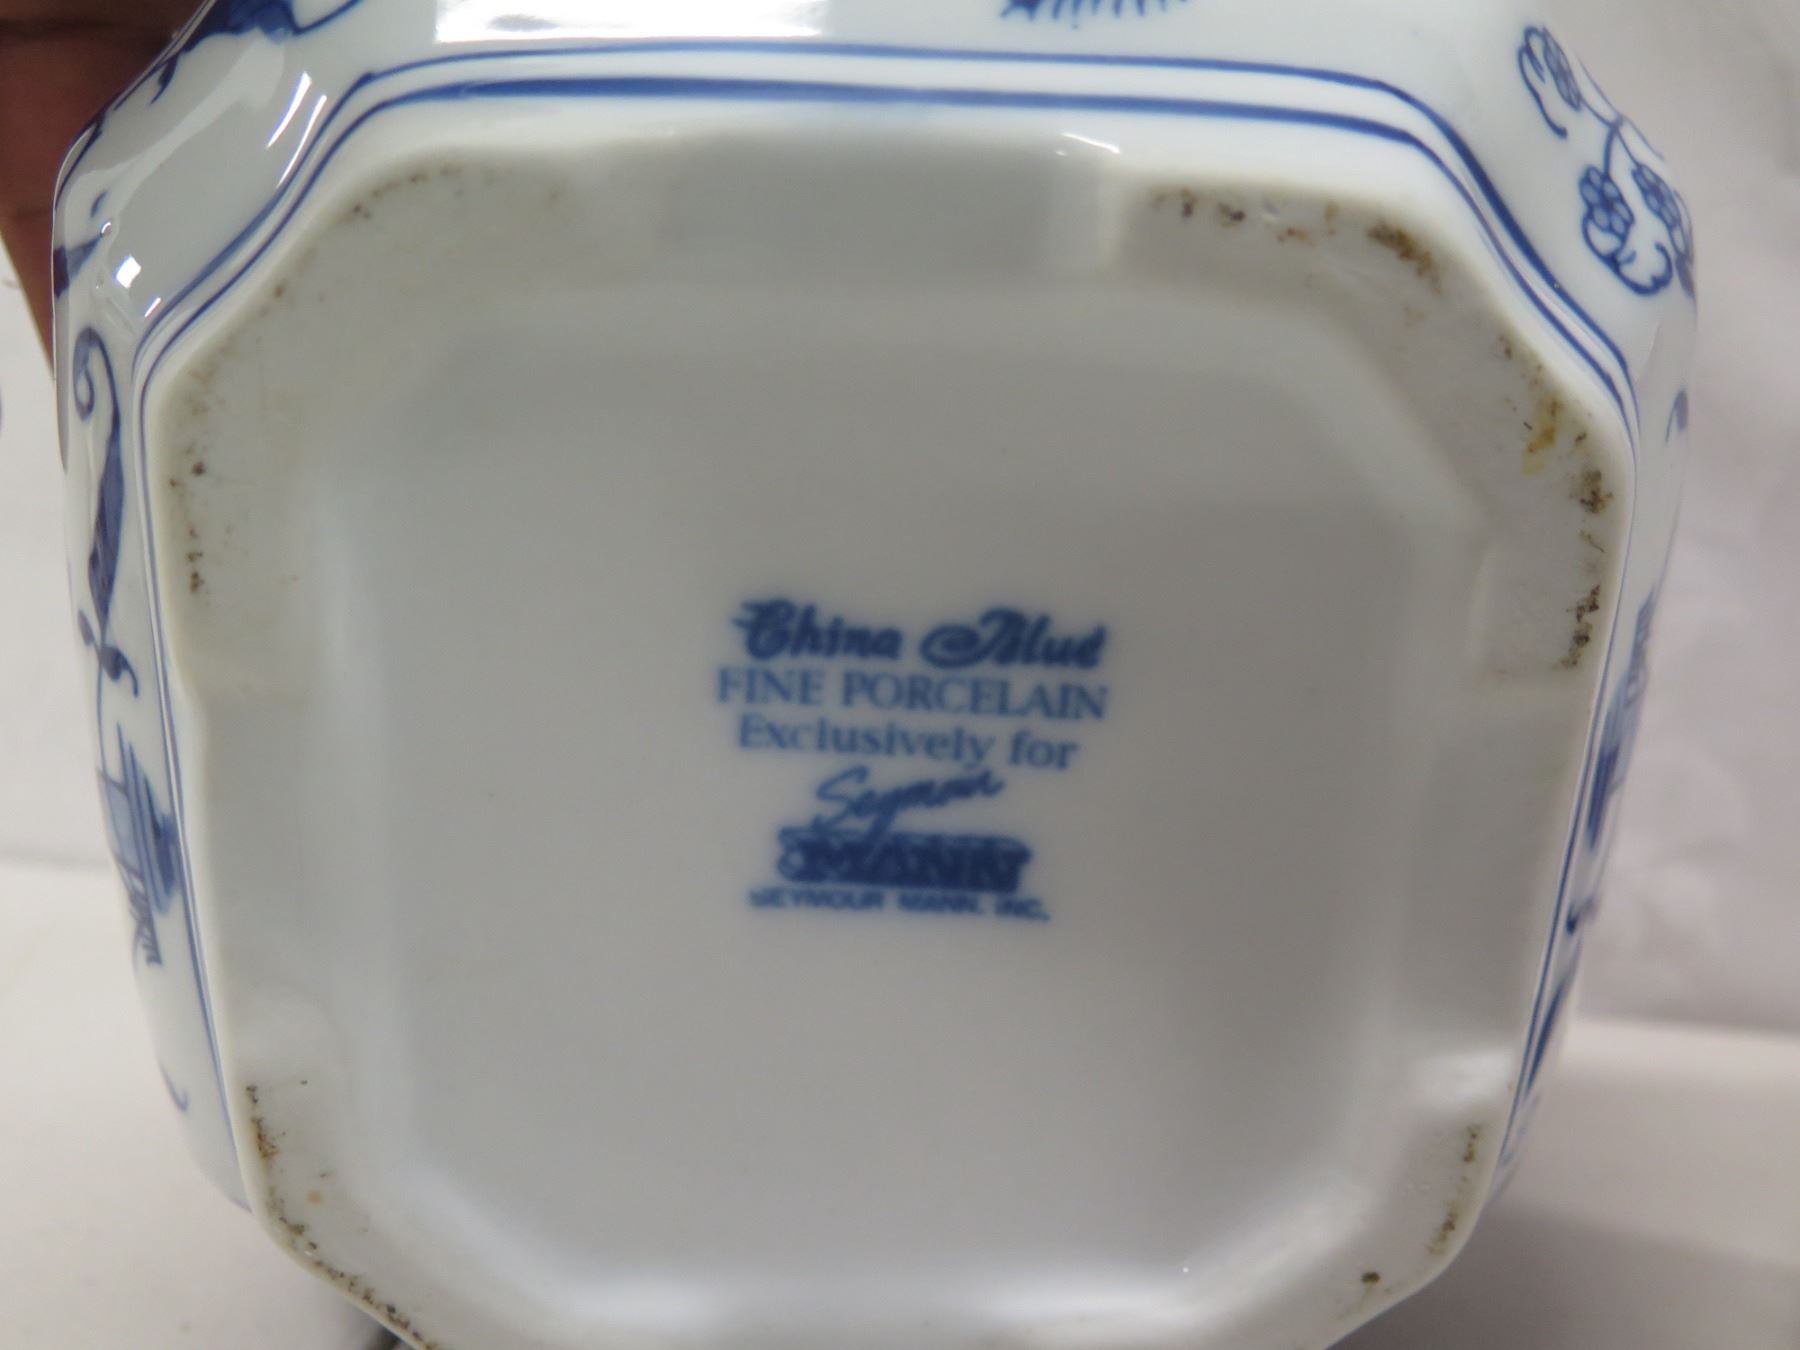 China Blue
FINE PORCELAIN
Exclusively for
Seymour
MANN
SEYMOUR MANN, INC.